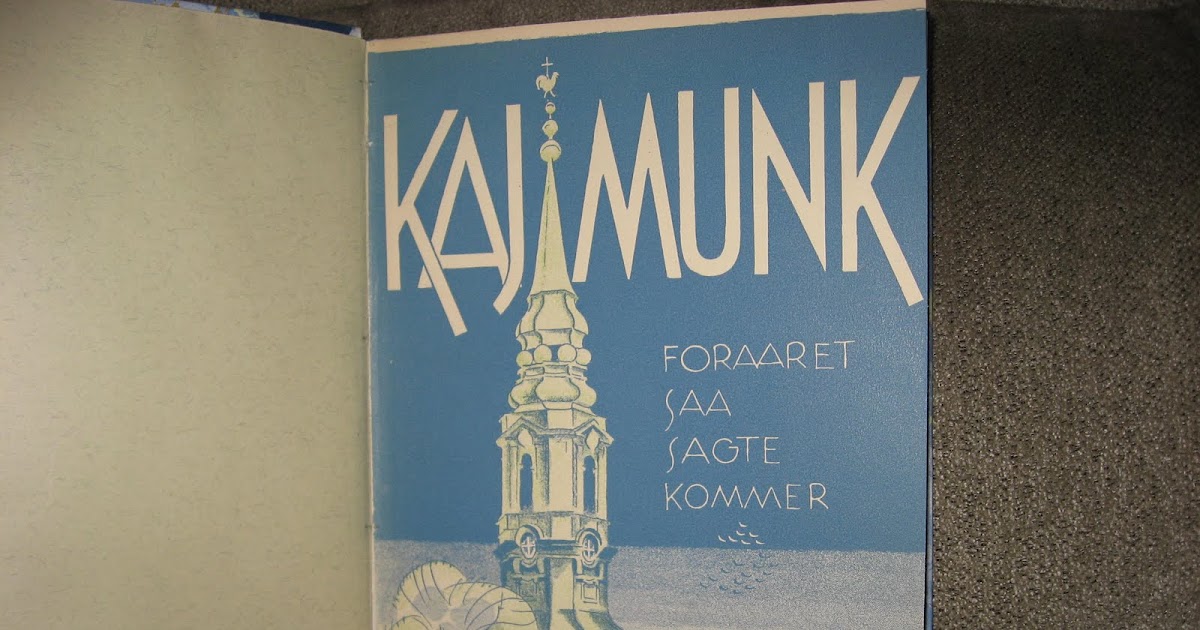 KAJ MUNK
FORAARET
SAA
SAGTE
KOMMER